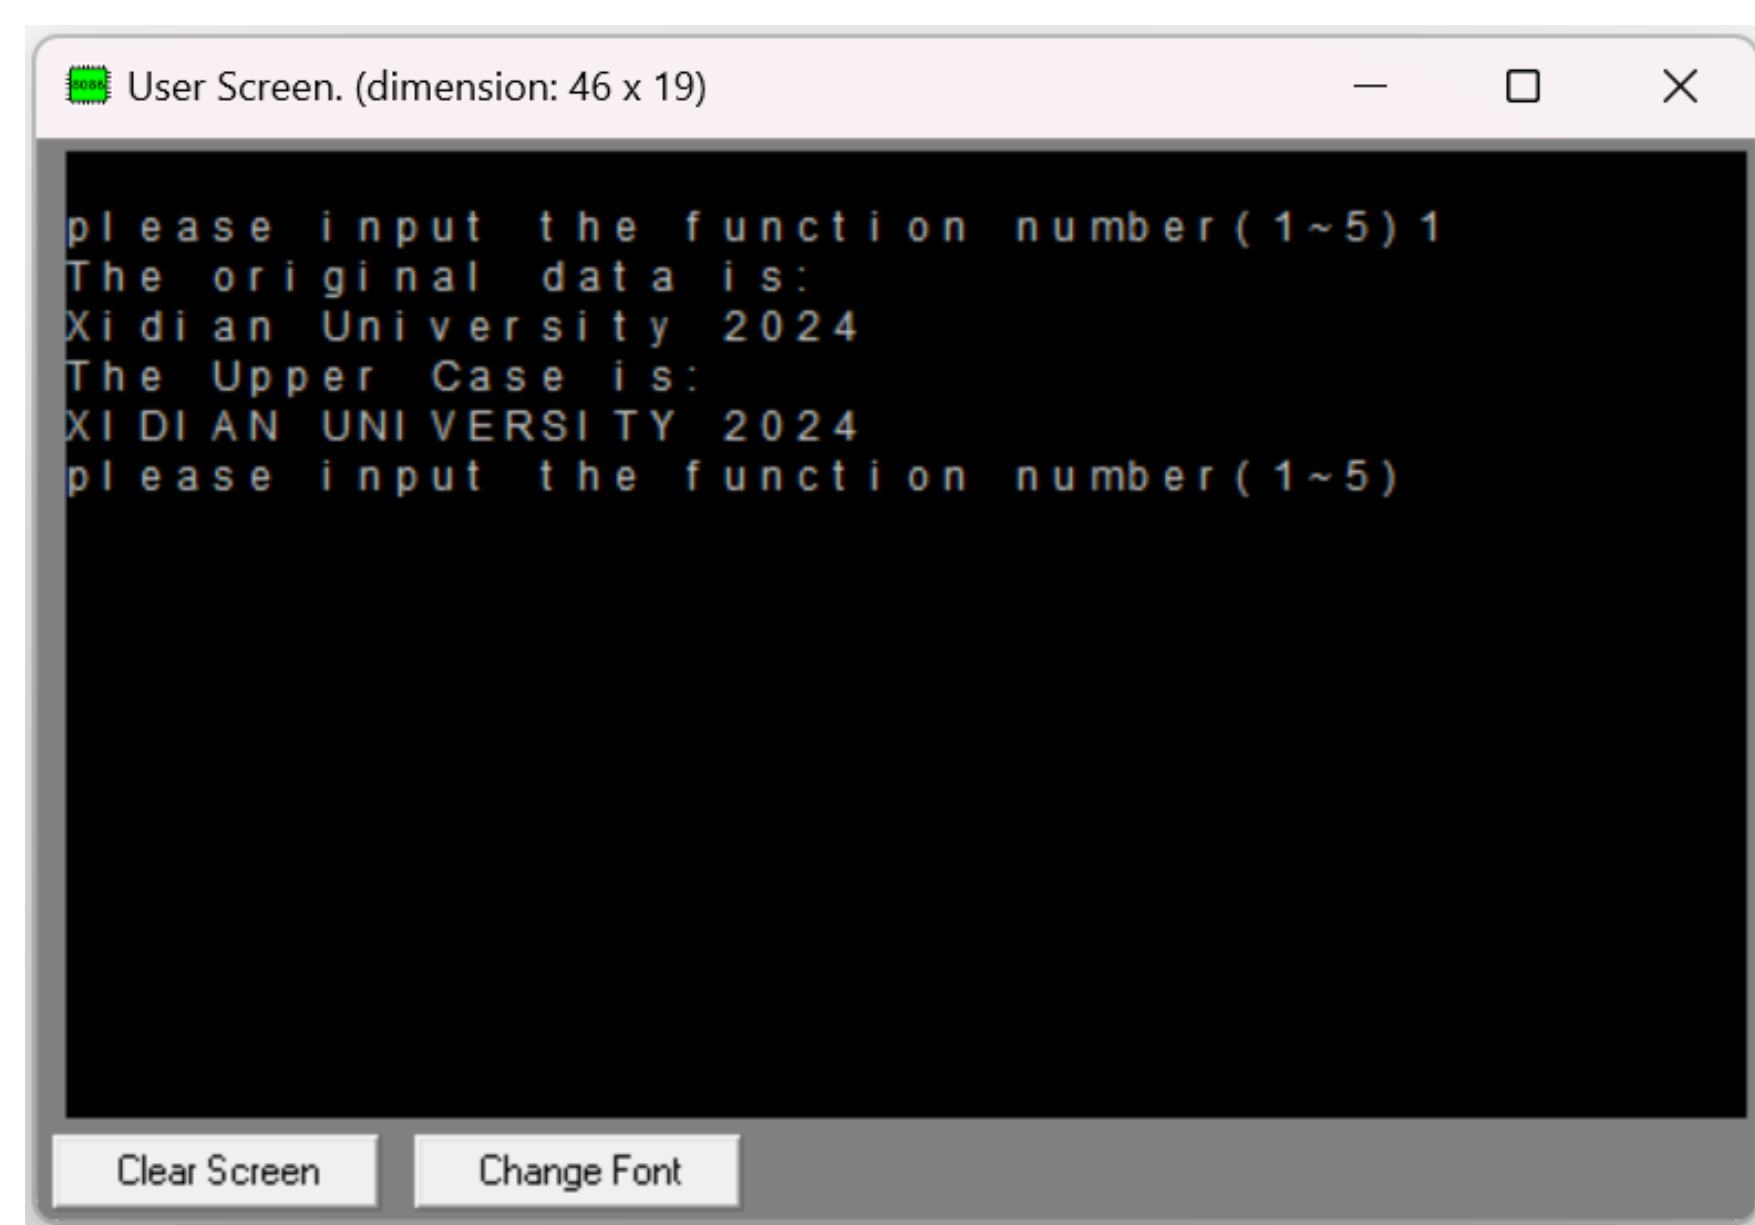 8086
User Screen. (dimension: 46 x 19)
please input the function number(1~5)1
The original data is:
Xidian University 2024
The Upper Case is:
XIDIAN UNIVERSITY 2024
please input the function number(1~5)
Clear Screen
Change Font